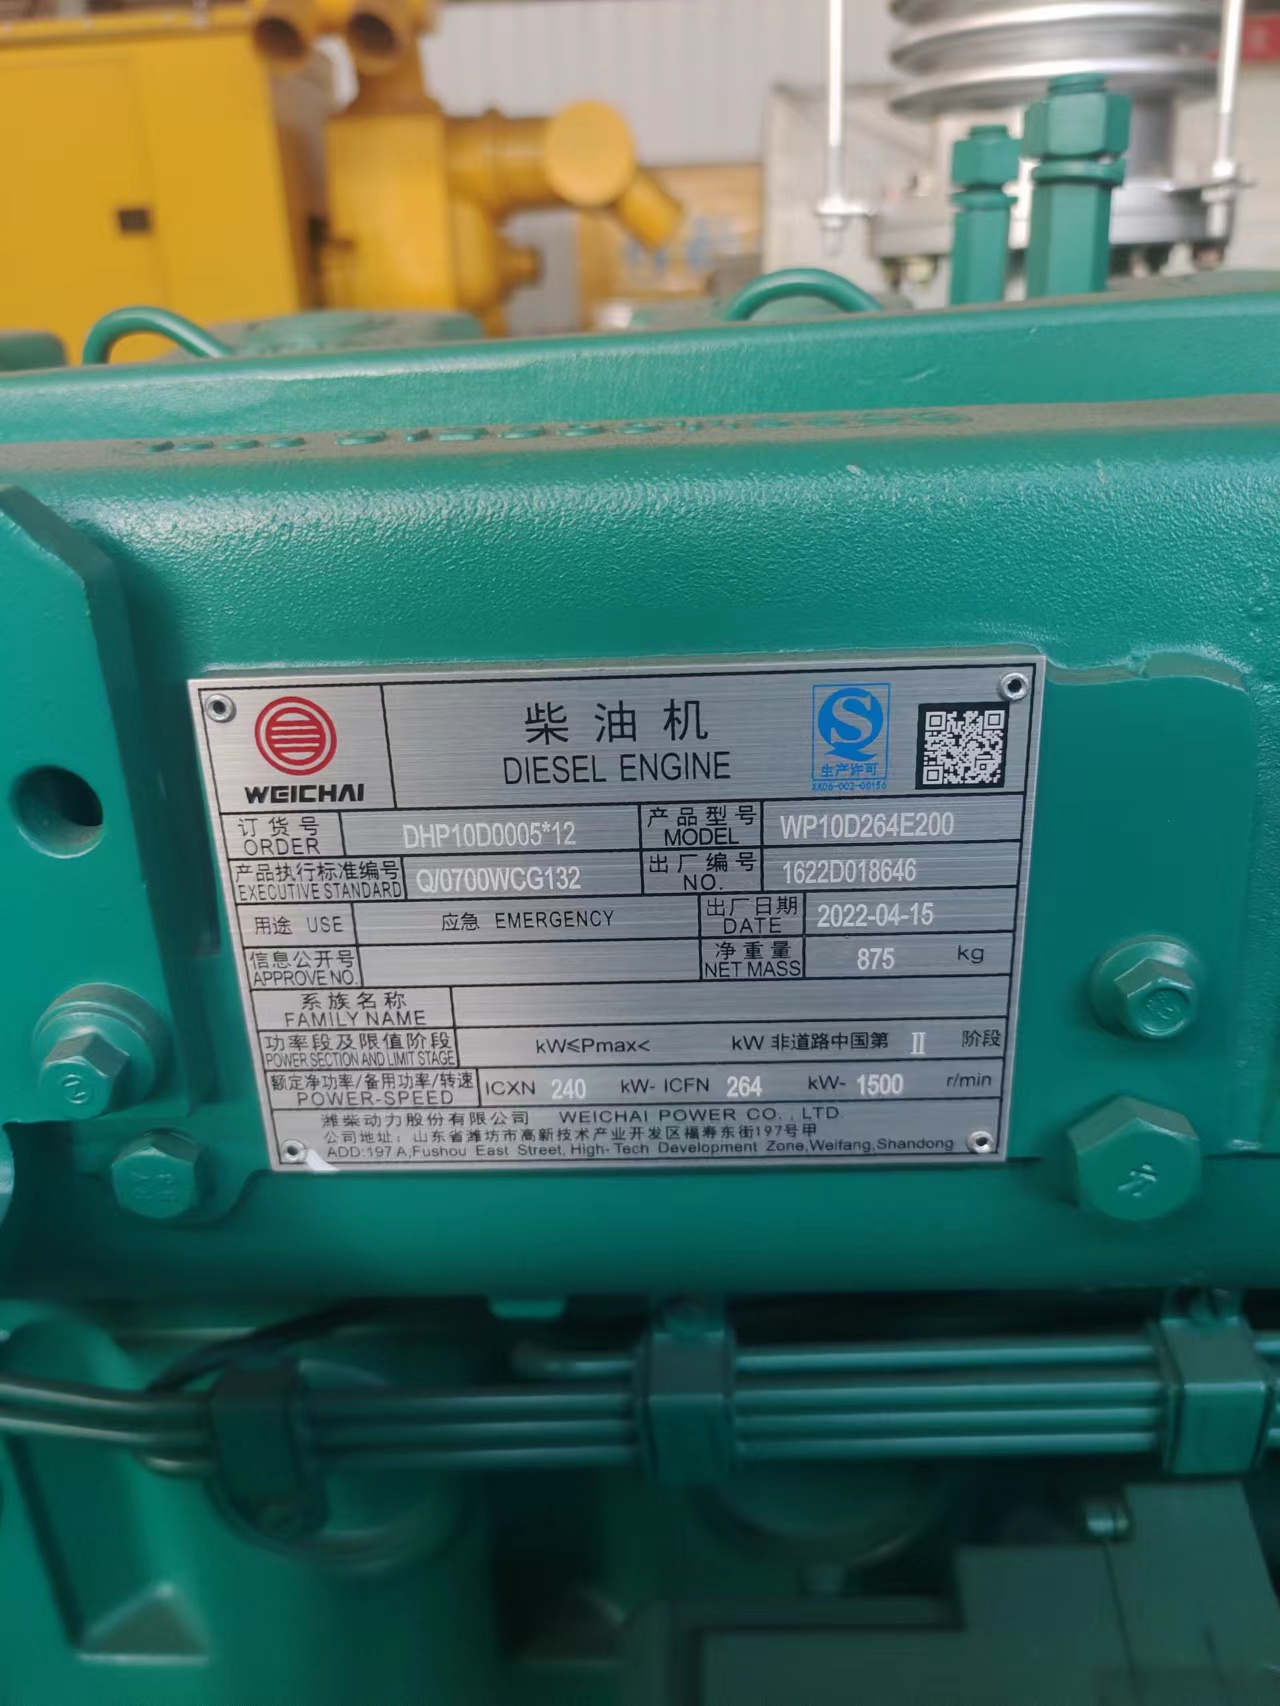 WEICHAI
柴油机
DIESEL ENGINE
S
生产许可
XK06-002-00156
订货号
ORDER
DHP10D0005*12
产品型号
MODEL
WP10D264E200
产品执行标准编号
EXECUTIVE STANDARD
Q/0700WCG132
出厂编号
NO.
1622D018646
用途 USE
应急 EMERGENCY
出厂日期
DATE
2022-04-15
信息公开号
APPROVE NO.
净重量
NET MASS
875 kg
系族名称
FAMILY NAME
功率段及限值阶段
POWER SECTION AND LIMIT STAGE
kW≤Pmax< kW 非道路中国第 Ⅱ 阶段
额定净功率/备用功率/转速
POWER-SPEED
ICXN 240 kW- ICFN 264 kW- 1500 r/min
潍柴动力股份有限公司 WEICHAI POWER CO.,LTD.
公司地址：山东省潍坊市高新技术产业开发区福寿东街197号甲
ADD:197 A,Fushou East Street,High-Tech Development Zone,Weifang,Shandong